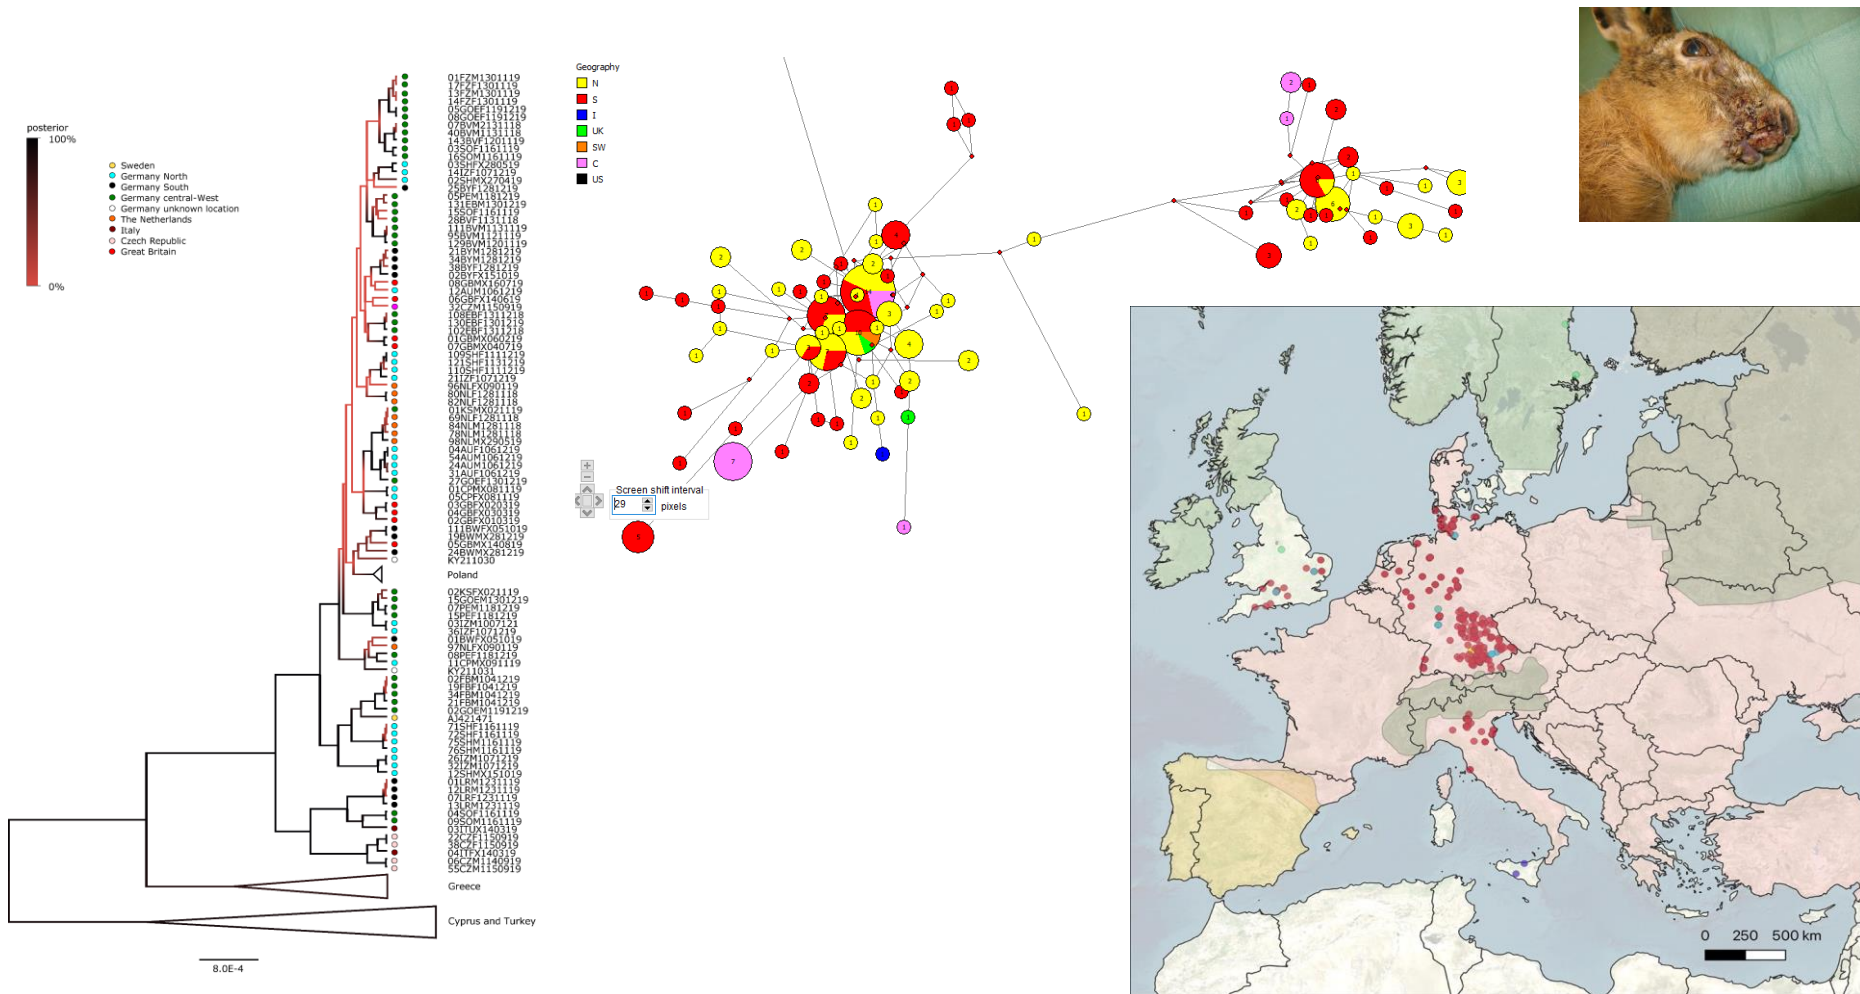 posterior
100%
0%
Sweden
Germany North
Germany South
Germany central-West
Germany unknown location
The Netherlands
Italy
Czech Republic
Great Britain
01FZM1301119
17FZF1301119
13FZM1301119
14FZF1301119
05GOEF1191219
08GOEF1191219
07BVM2131118
40BVM1131118
143BVF1201119
03SOF1161119
16SOM1161119
03SHFX280519
14IZF1071219
02SHMX270419
25BYF1281219
05PEM1181219
131EBM1301219
15SOF1161119
28BVF1131118
111BVM1131119
95BVM1121119
129BVM1201119
21BYM1281219
34BYM1281219
38BYF1281219
02BYFX151019
08GBMX160719
12AUM1061219
06GBFX140619
32CZM1150919
108EBF1311218
130EBF1301219
102EBF1311218
01GBMX060219
07GBMX040719
109SHF1111219
121SHF1131219
110SHF1111219
21IZF1071219
96NLFX090119
80NLF1281118
82NLF1281118
01KSMX021119
69NLF1281118
84NLM1281118
78NLM1281118
98NLMX290519
04AUF1061219
54AUM1061219
24AUM1061219
31AUF1061219
27GOEF1301219
01CPMX081119
05CPFX081119
03GBFX020319
04GBFX030319
02GBFX010319
111BWFX051019
19BWMX281219
05GBMX140819
24BWMX281219
KY211030
Poland
02KSFX021119
15GOEM1301219
07PEM1181219
15PEF1181219
03IZM1007121
36IZF1071219
01BWFX051019
97NLFX090119
08PEF1181219
11CPMX091119
KY211031
02FBM1041219
19FBF1041219
34FBM1041219
21FBM1041219
02GOEM1191219
AJ421471
71SHF1161119
72SHF1161119
75SHM1161119
76SHM1161119
26IZM1071219
32IZM1071219
12SHMX151019
01LRM1231119
12LRM1231119
07LRF1231119
13LRM1231119
04SOF1161119
09SOM1161119
03ITUX140319
22CZF1150919
38CZF1150919
04ITFX140319
06CZM1140919
55CZM1150919
Greece
Cyprus and Turkey
8.0E-4
Geography
N
S
I
UK
SW
C
US
Screen shift interval
29
pixels
0 250 500 km